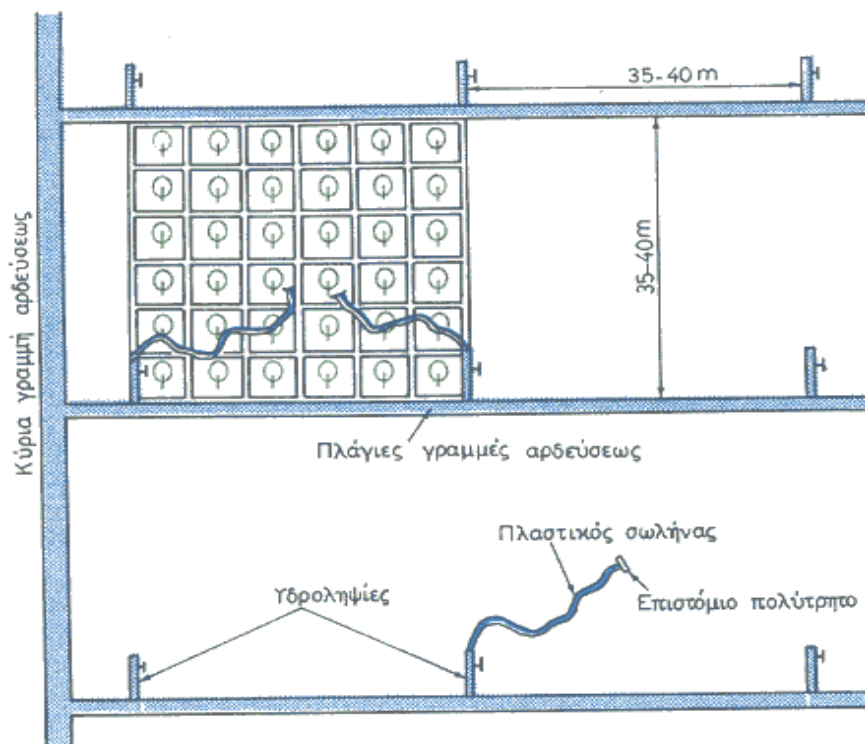 35-40 m
Κύρια γραμμή αρδεύσεως
35-40m
Πλάγιες γραμμές αρδεύσεως
Πλαστικός σωλήνας
Υδροληψίες
Επιστόμιο πολύτρητο